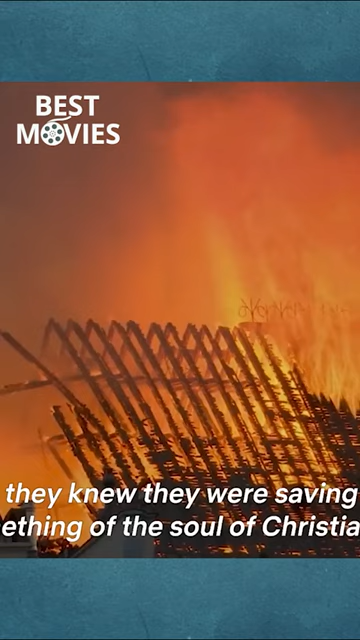 BEST
MOVIES
they knew they were saving
ething of the soul of Christia